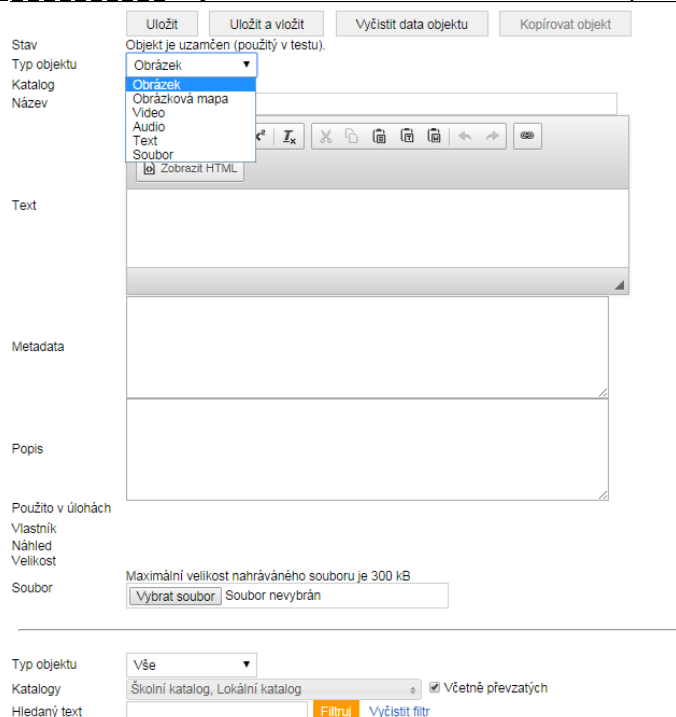 Uložit Uložit a vložit Vyčistit data objektu Kopírovat objekt
Stav Objekt je uzamčen (použitý v testu).
Typ objektu Obrázek
Katalog Obrázek
Název Obrázková mapa
Video
Audio
Text
Soubor
Zobrazit HTML
Text
Metadata
Popis
Použito v úlohách
Vlastník
Náhled
Velikost
Maximální velikost nahráváného souboru je 300 kB
Soubor Vybrat soubor Soubor nevybrán
Typ objektu Vše
Katalogy Školní katalog, Lokální katalog Včetně převzatých
Hledaný text Filtruj Vyčistit filtr